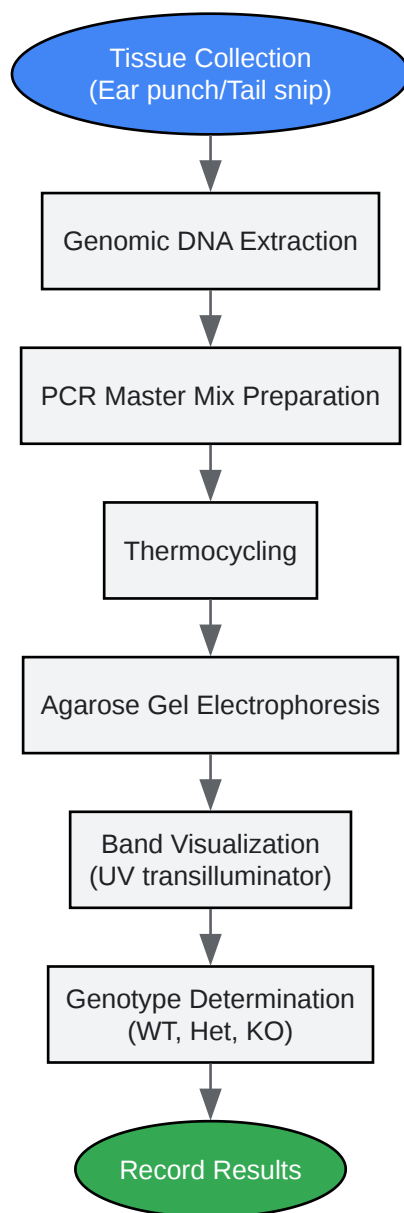 Tissue Collection
(Ear punch/Tail snip)
Genomic DNA Extraction
PCR Master Mix Preparation
Thermocycling
Agarose Gel Electrophoresis
Band Visualization
(UV transilluminator)
Genotype Determination
(WT, Het, KO)
Record Results